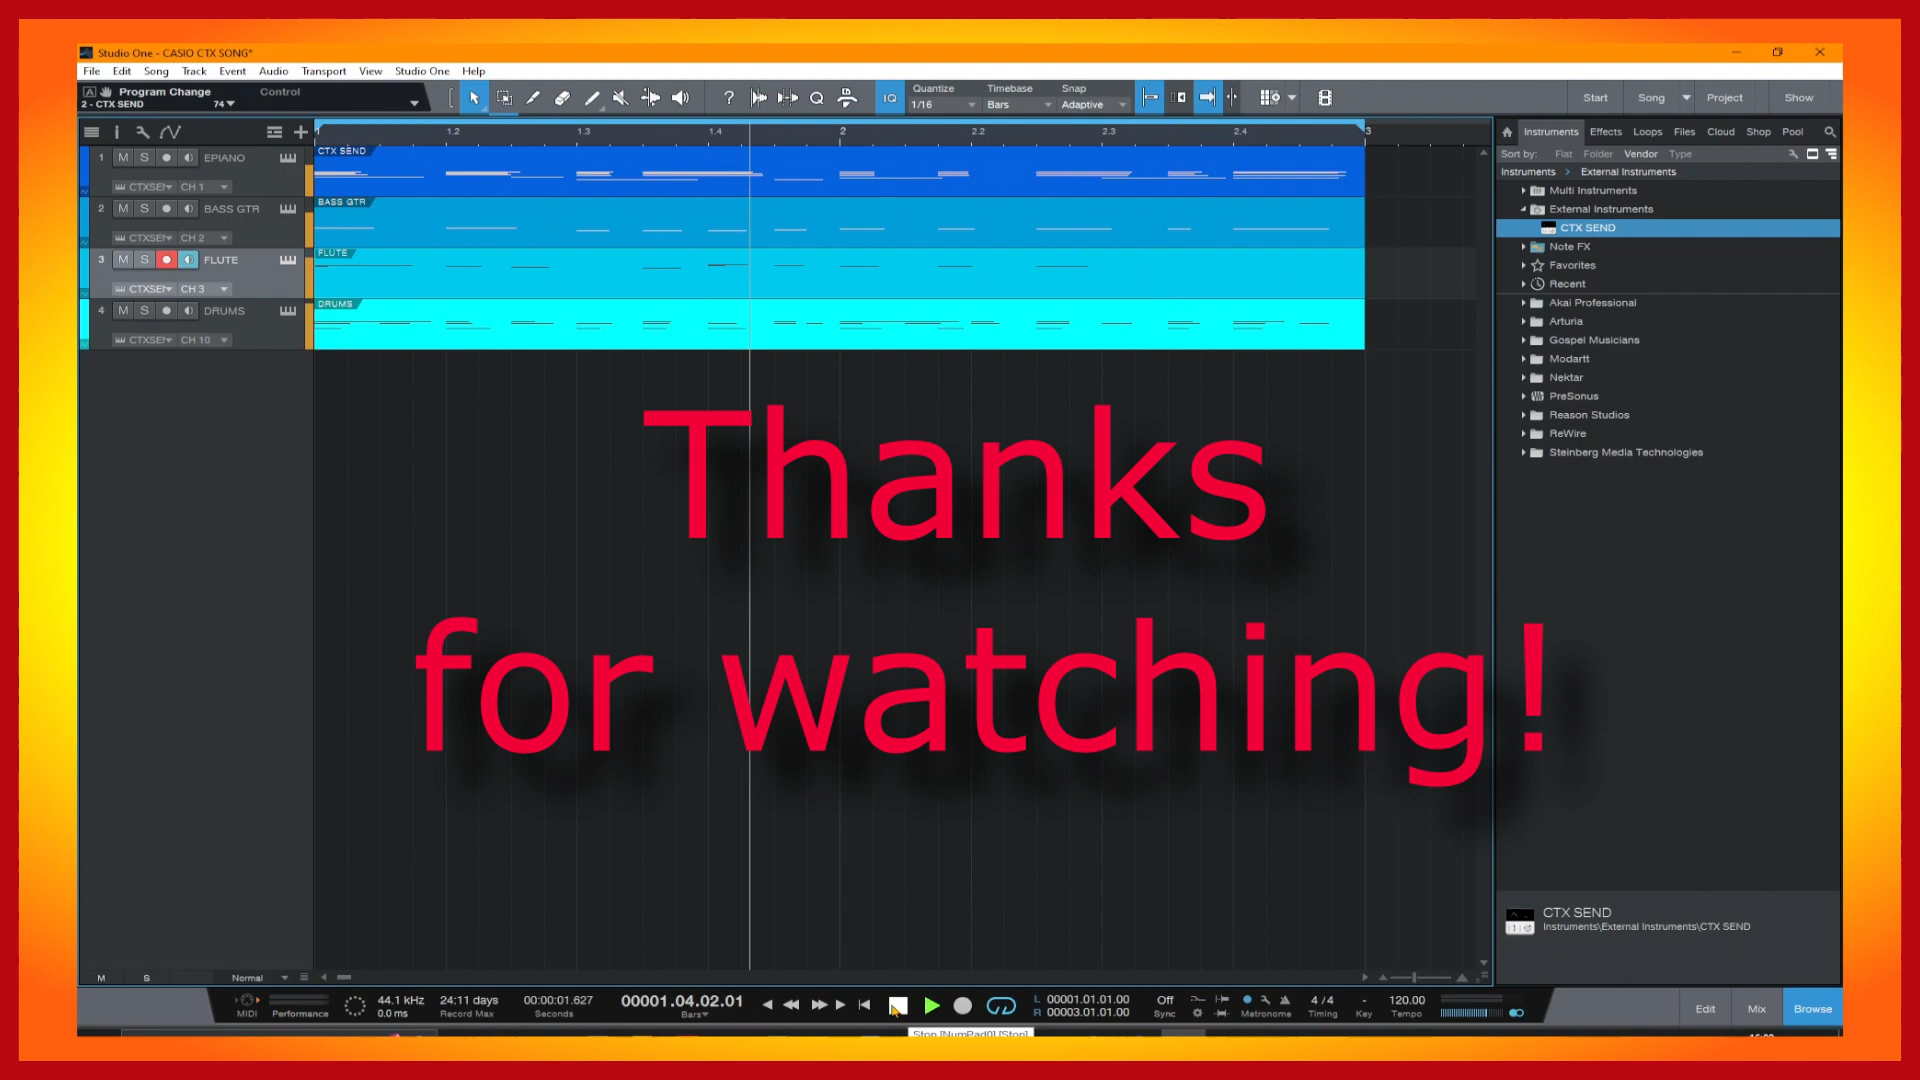 Studio One - CASIO CTX SONG*
File Edit Song Track Event Audio Transport View Studio One Help
Program Change Control
2 - CTX SEND 74
Quantize Timebase Snap
IQ 1/16 Bars Adaptive
Start Song Project Show
1.2 1.3 1.4 2 2.2 2.3 2.4 3
1 M S EPIANO
CH 1
2 M S BASS GTR
CH 2
3 M S FLUTE
CH 3
4 M S DRUMS
CH 10
CTX SEND
BASS GTR
FLUTE
DRUMS
Instruments Effects Loops Files Cloud Shop Pool
Sort by: Flat Folder Vendor Type
Instruments > External Instruments
Multi Instruments
External Instruments
CTX SEND
Note FX
Favorites
Recent
Akai Professional
Arturia
Gospel Musicians
Modartt
Nektar
PreSonus
Reason Studios
ReWire
Steinberg Media Technologies
Thanks
for watching!
CTX SEND
Instruments\External Instruments\CTX SEND
M S Normal
MIDI Performance
44.1 kHz
0.0 ms
24:11 days
Record Max
00:00:01.627
Seconds
00001.04.02.01
Bars
L 00001.01.01.00
R 00003.01.01.00
Off
Sync
Metronome
4 / 4
Timing
-
Key
120.00
Tempo
Edit Mix Browse
Stop [NumPad0] [Stop]